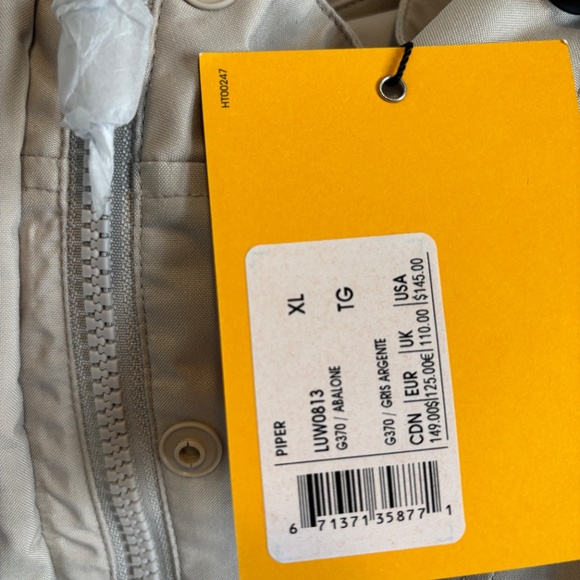 HT00247
PIPER XL
LUW0813 TG
G370 / ABALONE
G370 / GRIS ARGENTE
CDN | EUR | UK | USA
149.00$ | 125.00€ | 110.00 | $145.00
6 71371 35877 1